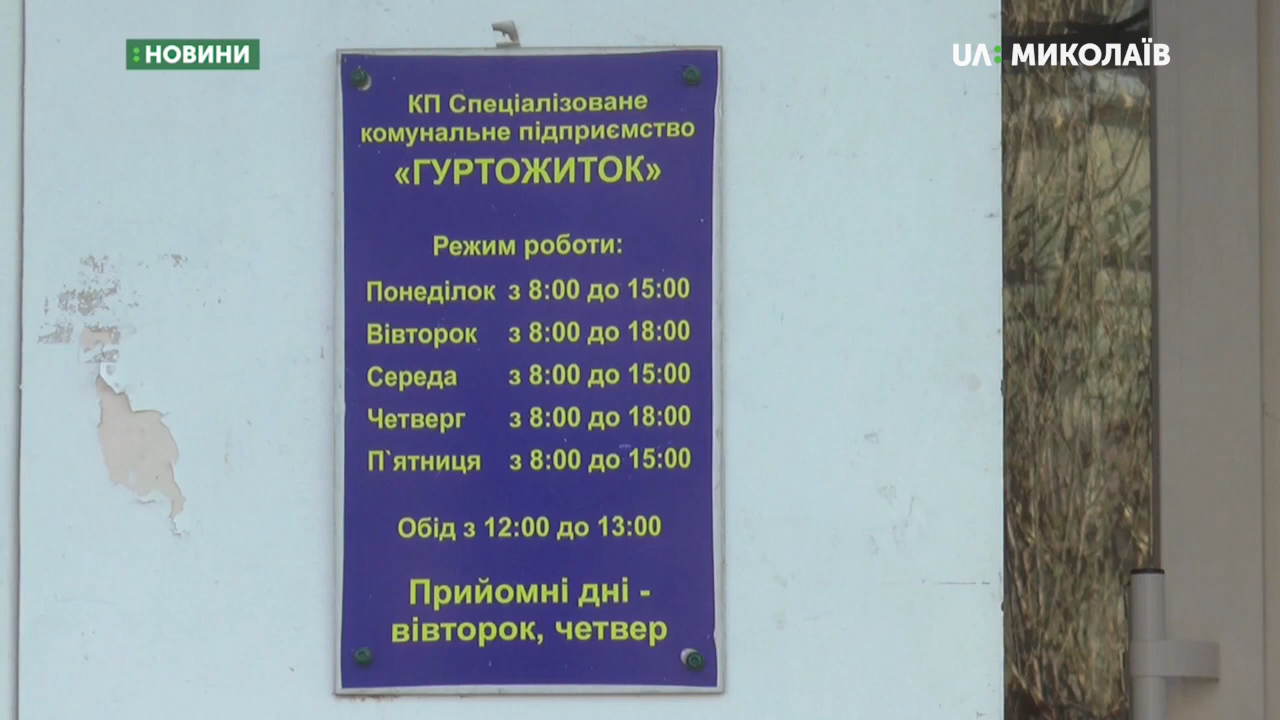 :НОВИНИ
UA: МИКОЛАЇВ
КП Спеціалізоване
комунальне підприємство
«ГУРТОЖИТОК»
Режим роботи:
Понеділок з 8:00 до 15:00
Вівторок з 8:00 до 18:00
Середа з 8:00 до 15:00
Четверг з 8:00 до 18:00
П`ятниця з 8:00 до 15:00
Обід з 12:00 до 13:00
Прийомні дні -
вівторок, четвер